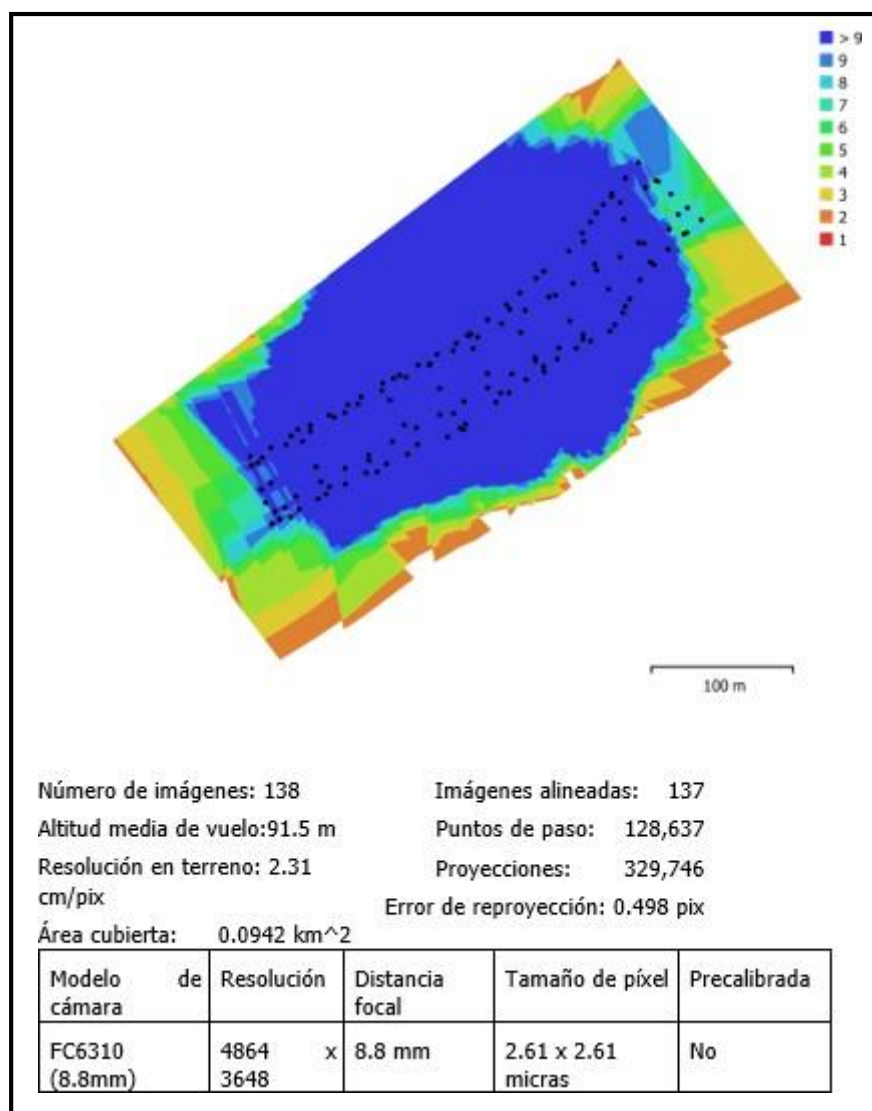 > 9
9
8
7
6
5
4
3
2
1
100 m
Número de imágenes: 138
Altitud media de vuelo:91.5 m
Resolución en terreno: 2.31
cm/pix
Área cubierta: 0.0942 km^2
Imágenes alineadas: 137
Puntos de paso: 128,637
Proyecciones: 329,746
Error de reproyección: 0.498 pix
Modelo de cámara Resolución Distancia focal Tamaño de píxel Precalibrada
FC6310 (8.8mm) 4864 x 3648 8.8 mm 2.61 x 2.61 micras No